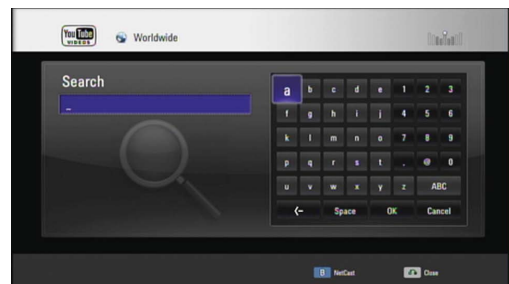 You Tube
VIDEOS
Worldwide
Search
_
a b c d e 1 2 3
f g h i j 4 5 6
k l m n o 7 8 9
p q r s t . @ 0
u v w x y z ABC
<- Space OK Cancel
B NetCast
Close